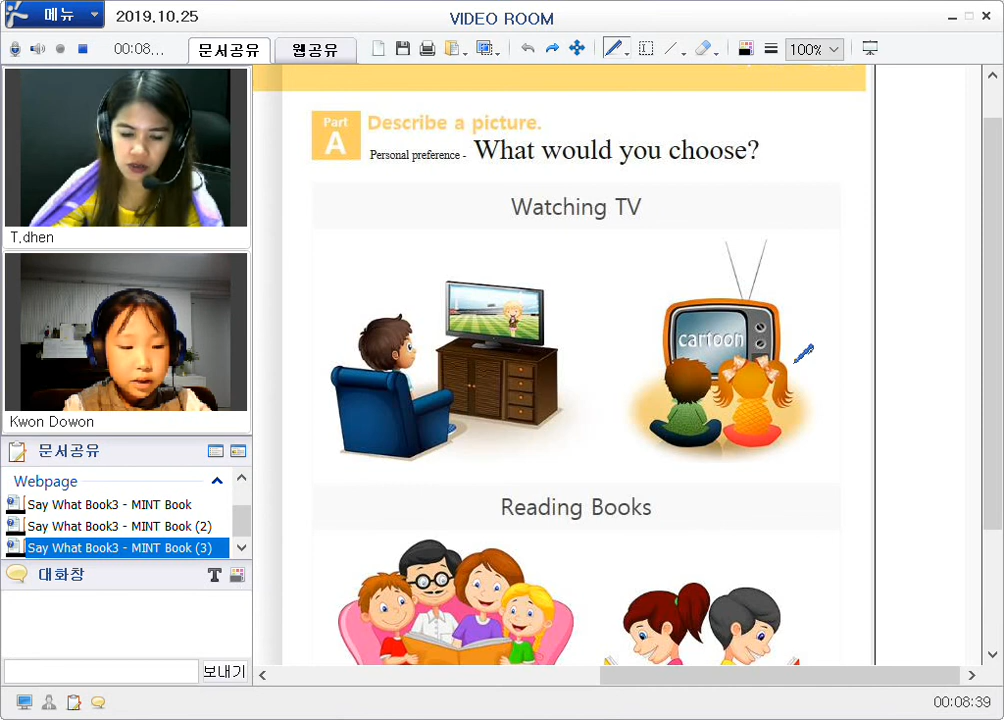 메뉴
2019.10.25
VIDEO ROOM
00:08...
문서공유
웹공유
100%
T.dhen
Kwon Dowon
문서공유
Webpage
Say What Book3 - MINT Book
Say What Book3 - MINT Book (2)
Say What Book3 - MINT Book (3)
대화창
T
보내기
Part
A
Describe a picture.
Personal preference - What would you choose?
Watching TV
cartoon
Reading Books
00:08:39